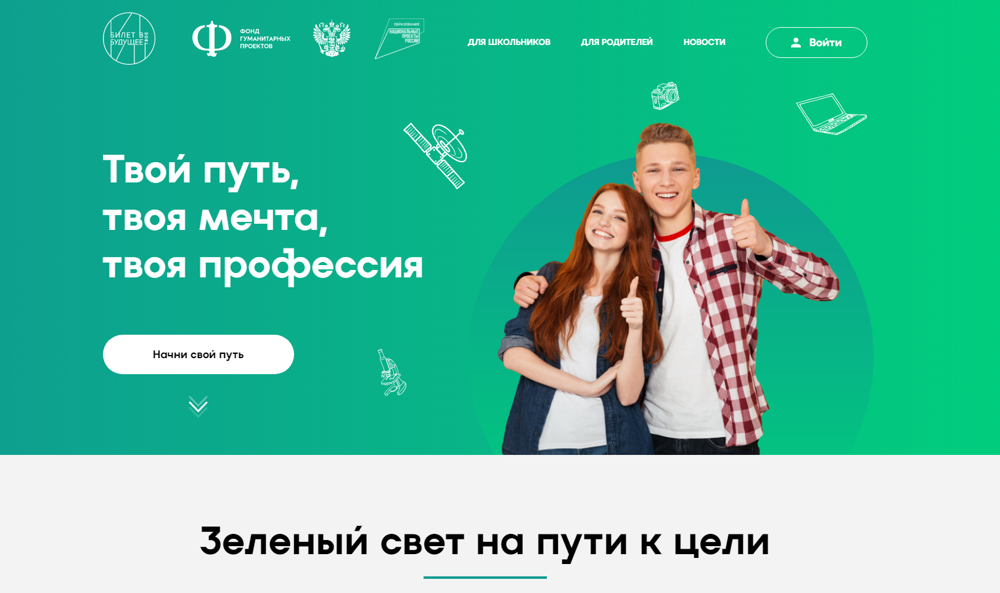 БИЛЕТ В
БУДУЩЕЕ
ТВОЕ
ФОНД
ГУМАНИТАРНЫХ
ПРОЕКТОВ
ОБРАЗОВАНИЕ
НАЦИОНАЛЬНЫЕ
ПРОЕКТЫ
РОССИИ
ДЛЯ ШКОЛЬНИКОВ
ДЛЯ РОДИТЕЛЕЙ
НОВОСТИ
Войти
Твой путь,
твоя мечта,
твоя профессия
Начни свой путь
Зеленый свет на пути к цели